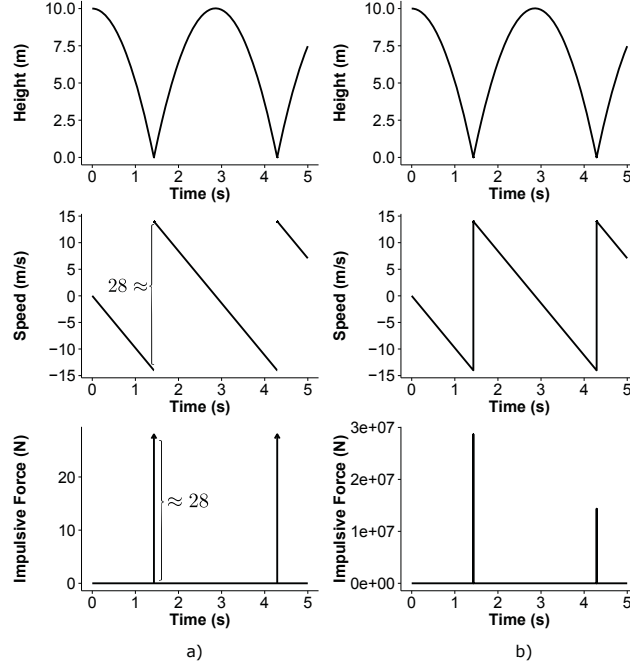 10.0
7.5
5.0
2.5
0.0
Height (m)
0 1 2 3 4 5
Time (s)
10.0
7.5
5.0
2.5
0.0
Height (m)
0 1 2 3 4 5
Time (s)
15
10
5
0
−5
−10
−15
Speed (m/s)
28 ≈
0 1 2 3 4 5
Time (s)
15
10
5
0
−5
−10
−15
Speed (m/s)
0 1 2 3 4 5
Time (s)
20
10
0
Impulsive Force (N)
≈ 28
0 1 2 3 4 5
Time (s)
3e+07
2e+07
1e+07
0e+00
Impulsive Force (N)
0 1 2 3 4 5
Time (s)
a)
b)